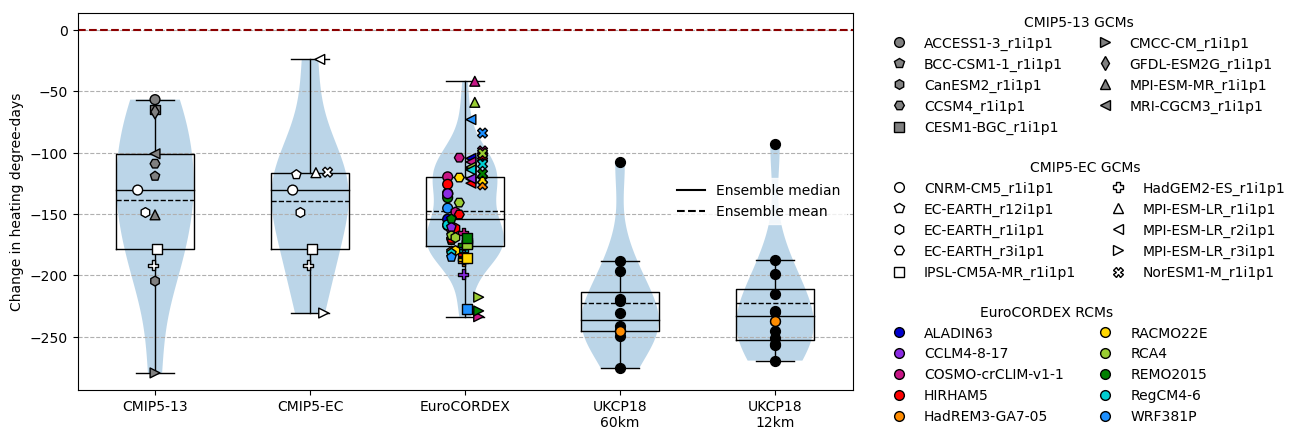 Change in heating degree-days
0
−50
−100
−150
−200
−250
CMIP5-13
CMIP5-EC
EuroCORDEX
UKCP18
60km
UKCP18
12km
Ensemble median
Ensemble mean
CMIP5-13 GCMs
ACCESS1-3_r1i1p1
BCC-CSM1-1_r1i1p1
CanESM2_r1i1p1
CCSM4_r1i1p1
CESM1-BGC_r1i1p1
CMCC-CM_r1i1p1
GFDL-ESM2G_r1i1p1
MPI-ESM-MR_r1i1p1
MRI-CGCM3_r1i1p1
CMIP5-EC GCMs
CNRM-CM5_r1i1p1
EC-EARTH_r12i1p1
EC-EARTH_r1i1p1
EC-EARTH_r3i1p1
IPSL-CM5A-MR_r1i1p1
HadGEM2-ES_r1i1p1
MPI-ESM-LR_r1i1p1
MPI-ESM-LR_r2i1p1
MPI-ESM-LR_r3i1p1
NorESM1-M_r1i1p1
EuroCORDEX RCMs
ALADIN63
CCLM4-8-17
COSMO-crCLIM-v1-1
HIRHAM5
HadREM3-GA7-05
RACMO22E
RCA4
REMO2015
RegCM4-6
WRF381P